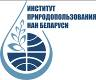 ИНСТИТУТ
ПРИРОДОПОЛЬЗОВАНИЯ
НАН БЕЛАРУСИ